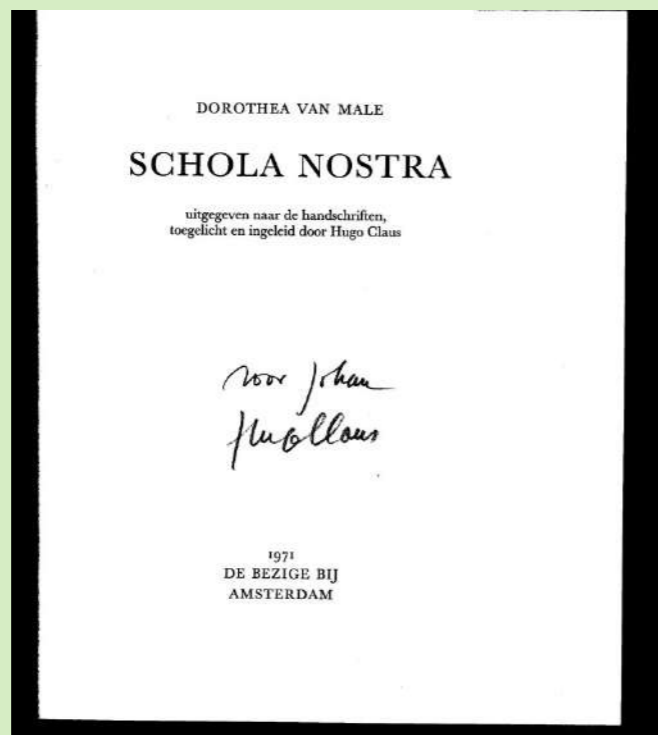 DOROTHEA VAN MALE
SCHOLA NOSTRA
uitgegeven naar de handschriften,
toegelicht en ingeleid door Hugo Claus
voor Johan
Hugo Claus
1971
DE BEZIGE BIJ
AMSTERDAM